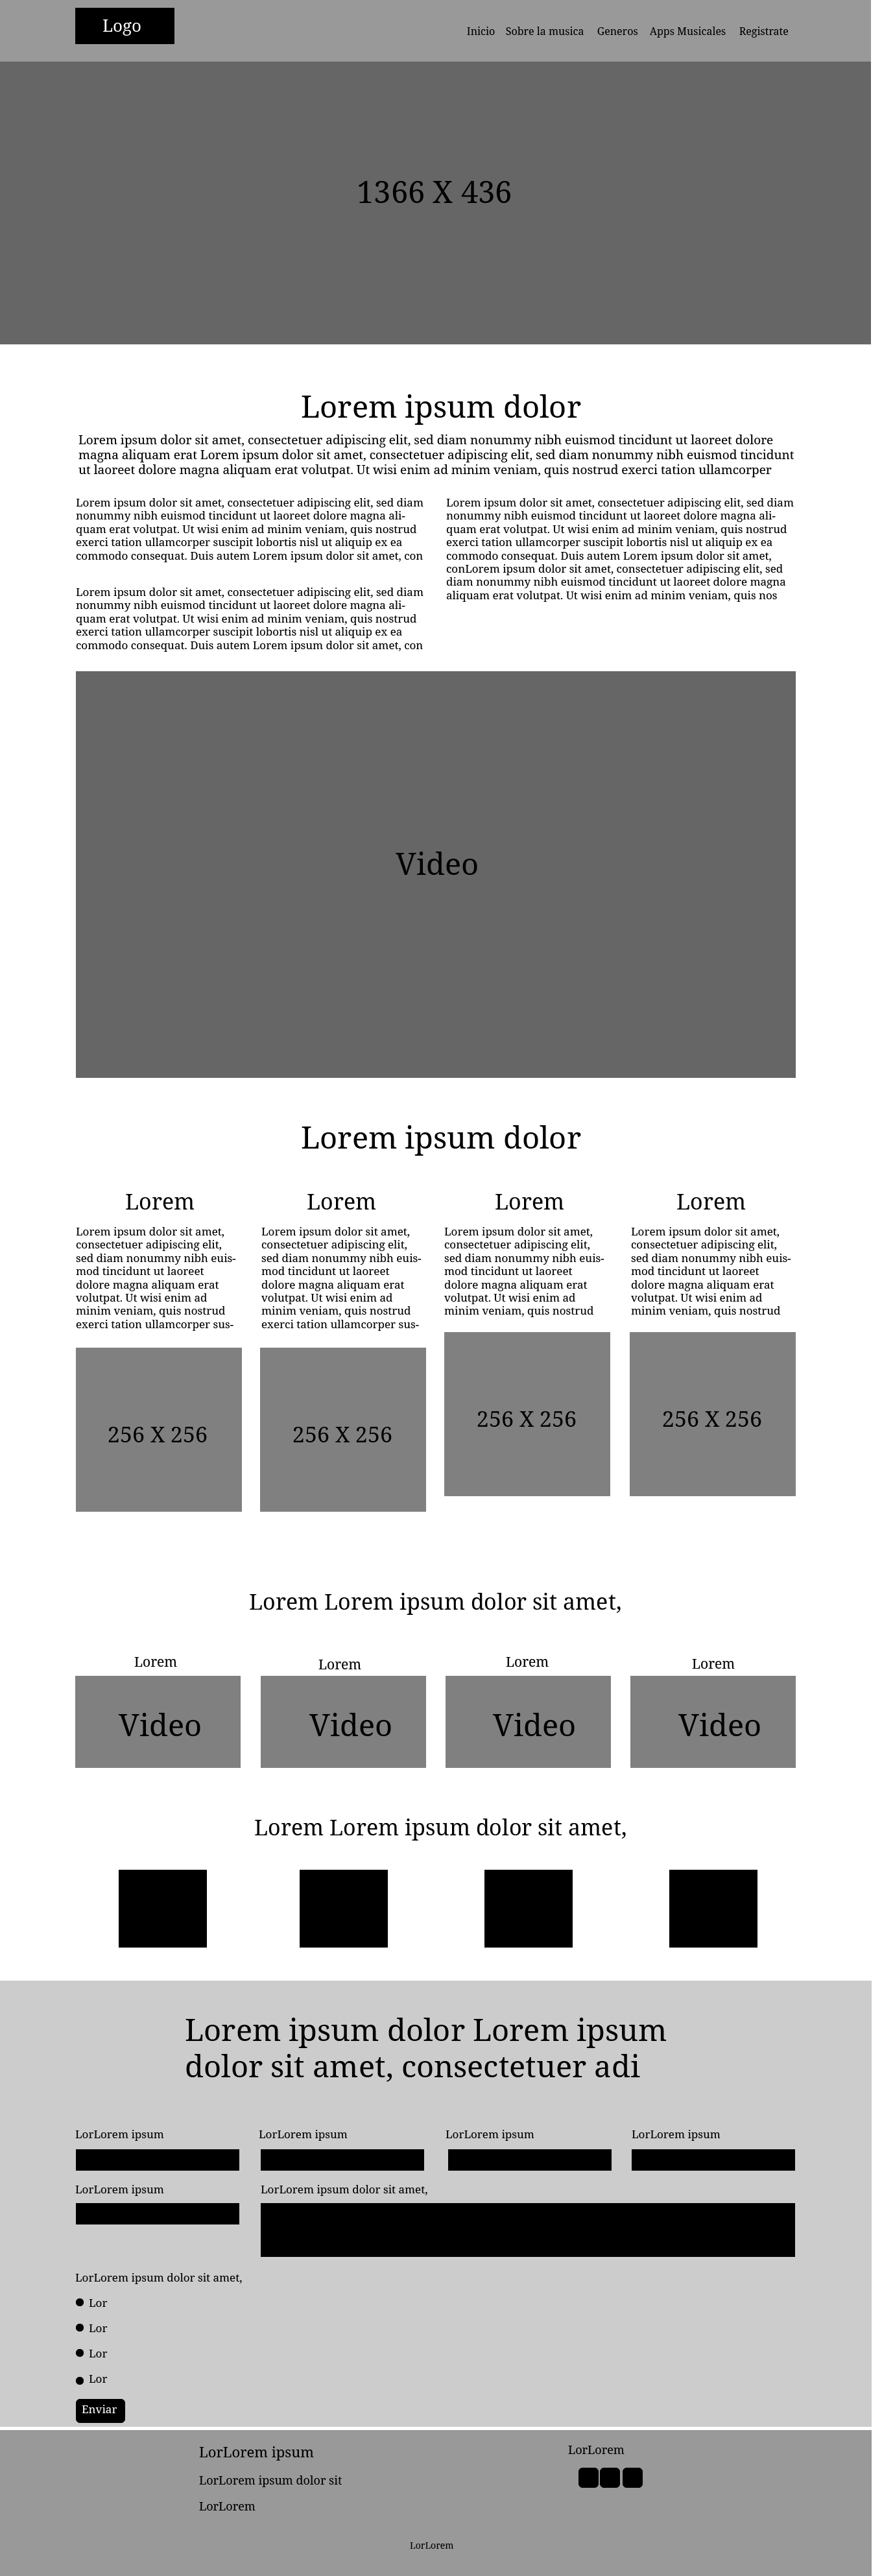 Logo
Inicio Sobre la musica Generos Apps Musicales Registrate
1366 X 436
Lorem ipsum dolor
Lorem ipsum dolor sit amet, consectetuer adipiscing elit, sed diam nonummy nibh euismod tincidunt ut laoreet dolore
magna aliquam erat Lorem ipsum dolor sit amet, consectetuer adipiscing elit, sed diam nonummy nibh euismod tincidunt
ut laoreet dolore magna aliquam erat volutpat. Ut wisi enim ad minim veniam, quis nostrud exerci tation ullamcorper
Lorem ipsum dolor sit amet, consectetuer adipiscing elit, sed diam
nonummy nibh euismod tincidunt ut laoreet dolore magna ali-
quam erat volutpat. Ut wisi enim ad minim veniam, quis nostrud
exerci tation ullamcorper suscipit lobortis nisl ut aliquip ex ea
commodo consequat. Duis autem Lorem ipsum dolor sit amet, con
Lorem ipsum dolor sit amet, consectetuer adipiscing elit, sed diam
nonummy nibh euismod tincidunt ut laoreet dolore magna ali-
quam erat volutpat. Ut wisi enim ad minim veniam, quis nostrud
exerci tation ullamcorper suscipit lobortis nisl ut aliquip ex ea
commodo consequat. Duis autem Lorem ipsum dolor sit amet, con
Lorem ipsum dolor sit amet, consectetuer adipiscing elit, sed diam
nonummy nibh euismod tincidunt ut laoreet dolore magna ali-
quam erat volutpat. Ut wisi enim ad minim veniam, quis nostrud
exerci tation ullamcorper suscipit lobortis nisl ut aliquip ex ea
commodo consequat. Duis autem Lorem ipsum dolor sit amet,
conLorem ipsum dolor sit amet, consectetuer adipiscing elit, sed
diam nonummy nibh euismod tincidunt ut laoreet dolore magna
aliquam erat volutpat. Ut wisi enim ad minim veniam, quis nos
Video
Lorem ipsum dolor
Lorem
Lorem ipsum dolor sit amet,
consectetuer adipiscing elit,
sed diam nonummy nibh euis-
mod tincidunt ut laoreet
dolore magna aliquam erat
volutpat. Ut wisi enim ad
minim veniam, quis nostrud
exerci tation ullamcorper sus-
256 X 256
Lorem
Lorem ipsum dolor sit amet,
consectetuer adipiscing elit,
sed diam nonummy nibh euis-
mod tincidunt ut laoreet
dolore magna aliquam erat
volutpat. Ut wisi enim ad
minim veniam, quis nostrud
exerci tation ullamcorper sus-
256 X 256
Lorem
Lorem ipsum dolor sit amet,
consectetuer adipiscing elit,
sed diam nonummy nibh euis-
mod tincidunt ut laoreet
dolore magna aliquam erat
volutpat. Ut wisi enim ad
minim veniam, quis nostrud
256 X 256
Lorem
Lorem ipsum dolor sit amet,
consectetuer adipiscing elit,
sed diam nonummy nibh euis-
mod tincidunt ut laoreet
dolore magna aliquam erat
volutpat. Ut wisi enim ad
minim veniam, quis nostrud
256 X 256
Lorem Lorem ipsum dolor sit amet,
Lorem
Video
Lorem
Video
Lorem
Video
Lorem
Video
Lorem Lorem ipsum dolor sit amet,
Lorem ipsum dolor Lorem ipsum
dolor sit amet, consectetuer adi
LorLorem ipsum
LorLorem ipsum
LorLorem ipsum
LorLorem ipsum
LorLorem ipsum
LorLorem ipsum dolor sit amet,
LorLorem ipsum dolor sit amet,
Lor
Lor
Lor
Lor
Enviar
LorLorem ipsum
LorLorem ipsum dolor sit
LorLorem
LorLorem
LorLorem